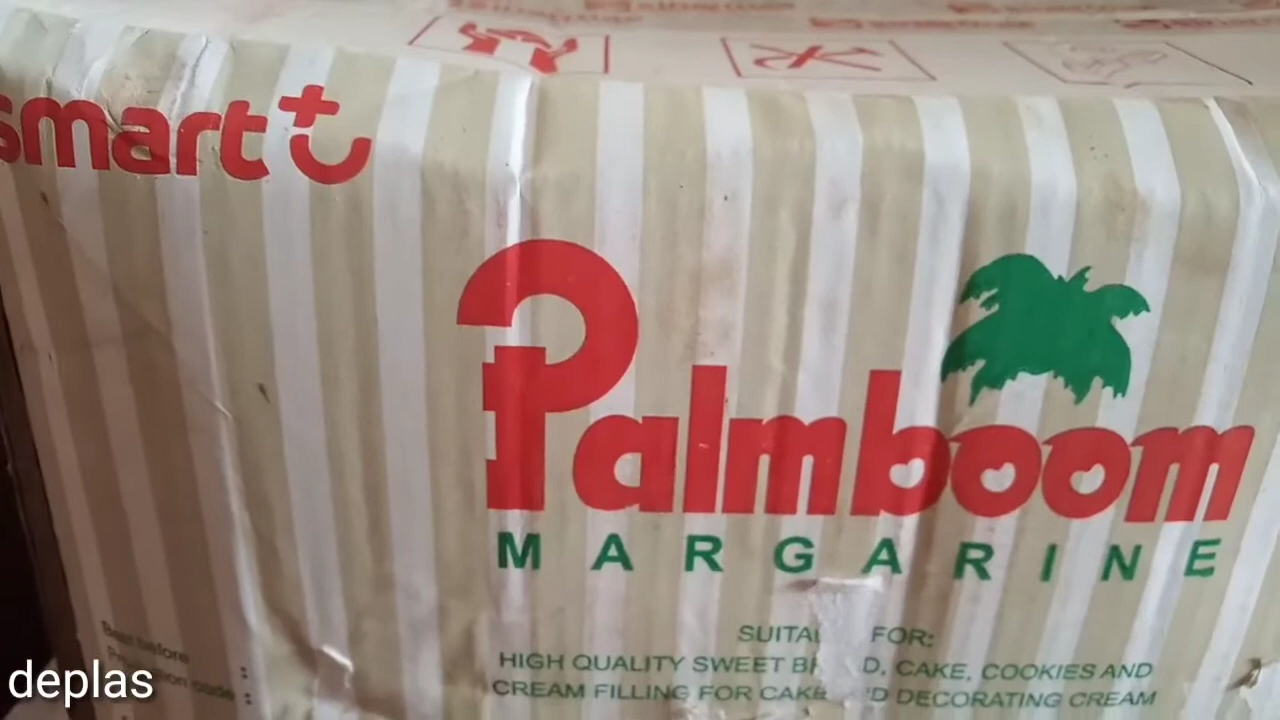 smart
Palmboom
MARGARINE
SUITA FOR:
HIGH QUALITY SWEET B D, CAKE, COOKIES AND
CREAM FILLING FOR CAKE D DECORATING CREAM
Best before :
:
deplas